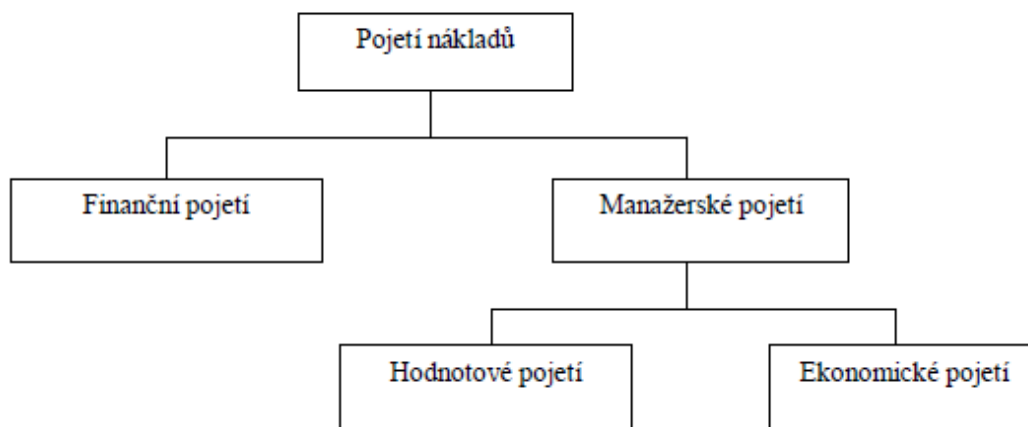 Pojetí nákladů
Finanční pojetí
Manažerské pojetí
Hodnotové pojetí
Ekonomické pojetí